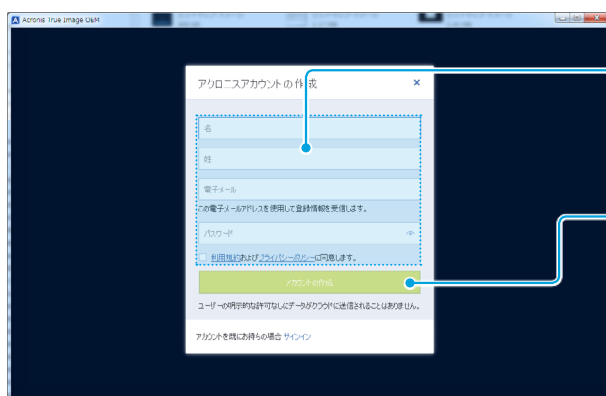 Acronis True Image OEM
アクロニスアカウントの作成
名
姓
電子メール
この電子メールアドレスを使用して登録情報を受信します。
パスワード
利用規約およびプライバシーポリシーに同意します。
アカウントの作成
ユーザーの明示的な許可なしにデータがクラウドに送信されることはありません。
アカウントを既にお持ちの場合 サインイン